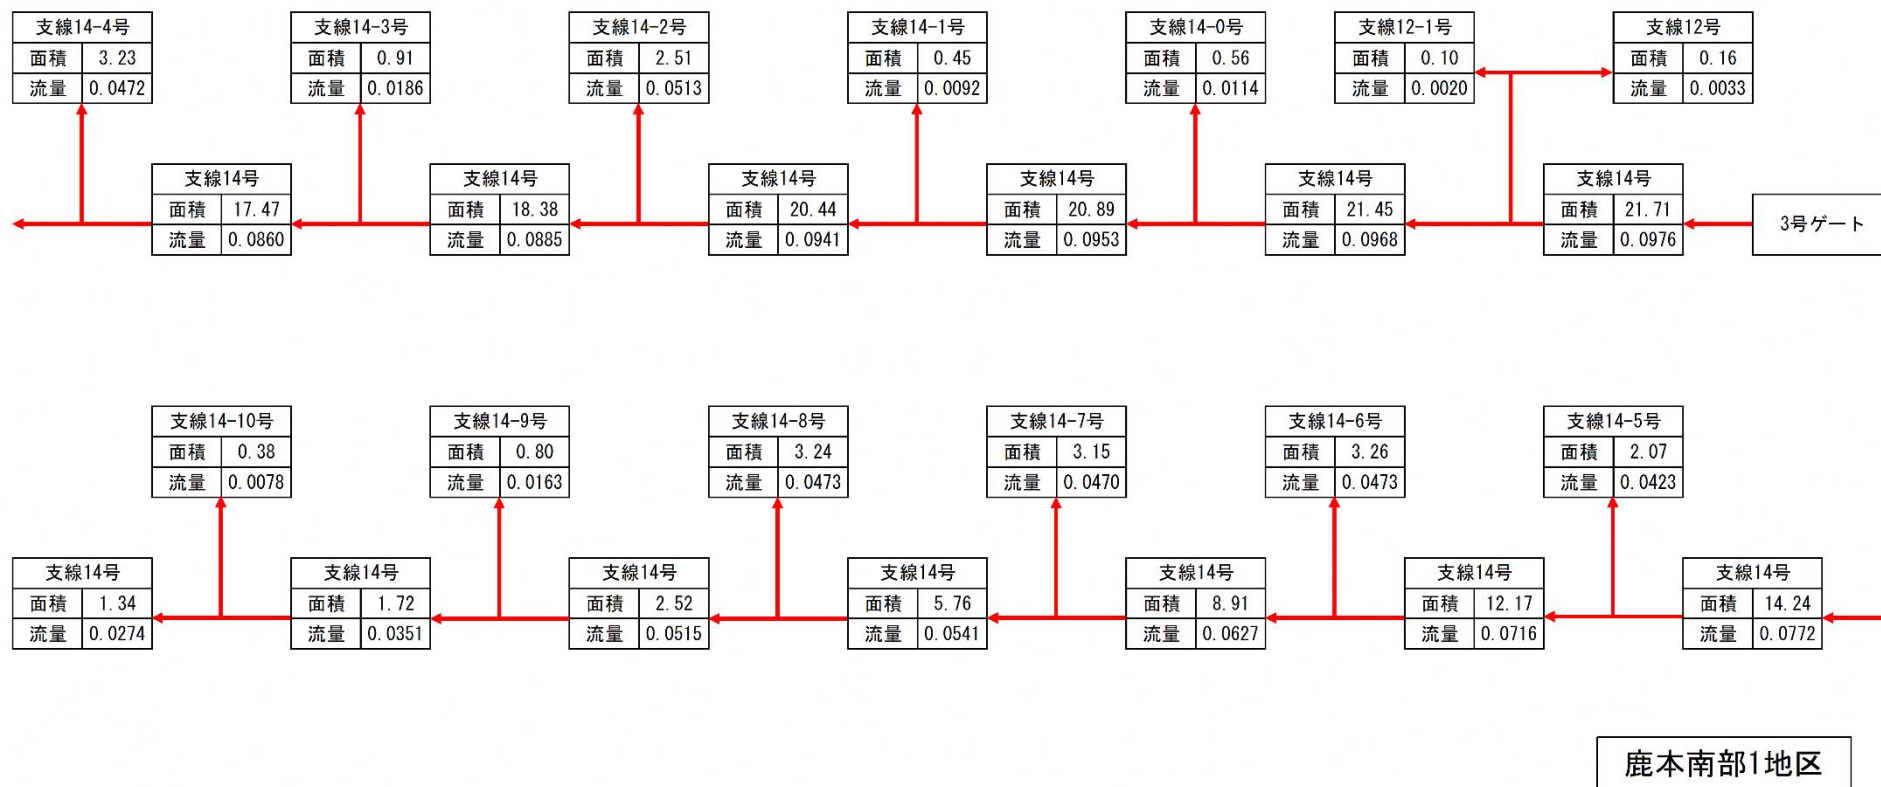 支線14-4号 支線14-3号 支線14-2号 支線14-1号 支線14-0号 支線12-1号 支線12号
面積 3.23 面積 0.91 面積 2.51 面積 0.45 面積 0.56 面積 0.10 面積 0.16
流量 0.0472 流量 0.0186 流量 0.0513 流量 0.0092 流量 0.0114 流量 0.0020 流量 0.0033
支線14号 支線14号 支線14号 支線14号 支線14号 支線14号
面積 17.47 面積 18.38 面積 20.44 面積 20.89 面積 21.45 面積 21.71
流量 0.0860 流量 0.0885 流量 0.0941 流量 0.0953 流量 0.0968 流量 0.0976
3号ゲート
支線14-10号 支線14-9号 支線14-8号 支線14-7号 支線14-6号 支線14-5号
面積 0.38 面積 0.80 面積 3.24 面積 3.15 面積 3.26 面積 2.07
流量 0.0078 流量 0.0163 流量 0.0473 流量 0.0470 流量 0.0473 流量 0.0423
支線14号 支線14号 支線14号 支線14号 支線14号 支線14号 支線14号
面積 1.34 面積 1.72 面積 2.52 面積 5.76 面積 8.91 面積 12.17 面積 14.24
流量 0.0274 流量 0.0351 流量 0.0515 流量 0.0541 流量 0.0627 流量 0.0716 流量 0.0772
鹿本南部1地区